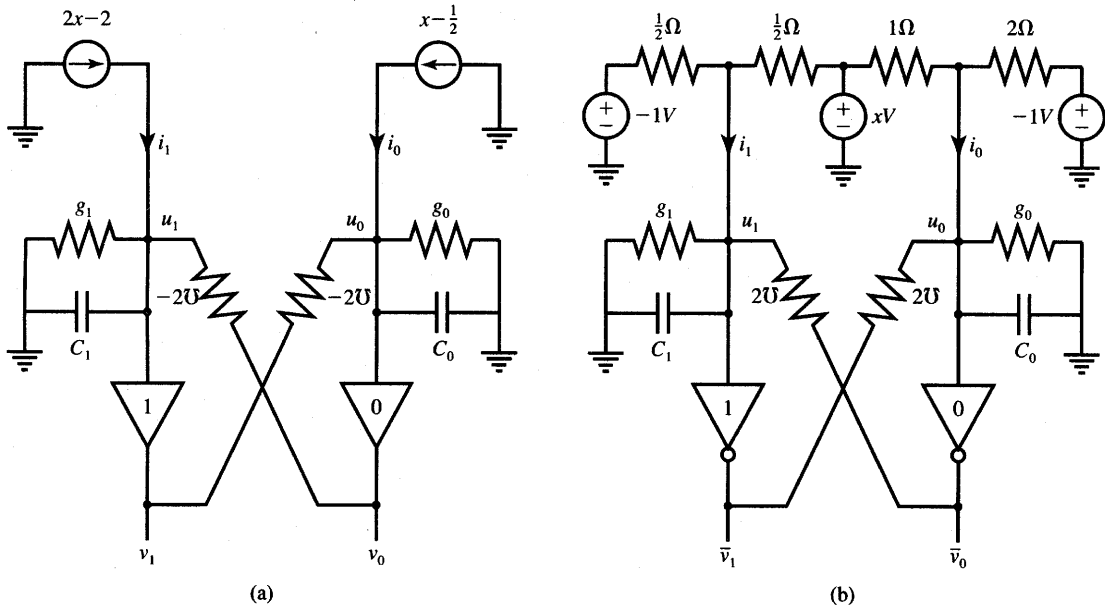 2x−2
x−½
i₁
i₀
g₁
u₁
u₀
g₀
−2℧
−2℧
C₁
C₀
1
0
v₁
v₀
(a)
½Ω
½Ω
1Ω
2Ω
+
−
−1V
+
−
xV
+
−
−1V
i₁
i₀
g₁
u₁
u₀
g₀
2℧
2℧
C₁
C₀
1
0
v̄₁
v̄₀
(b)